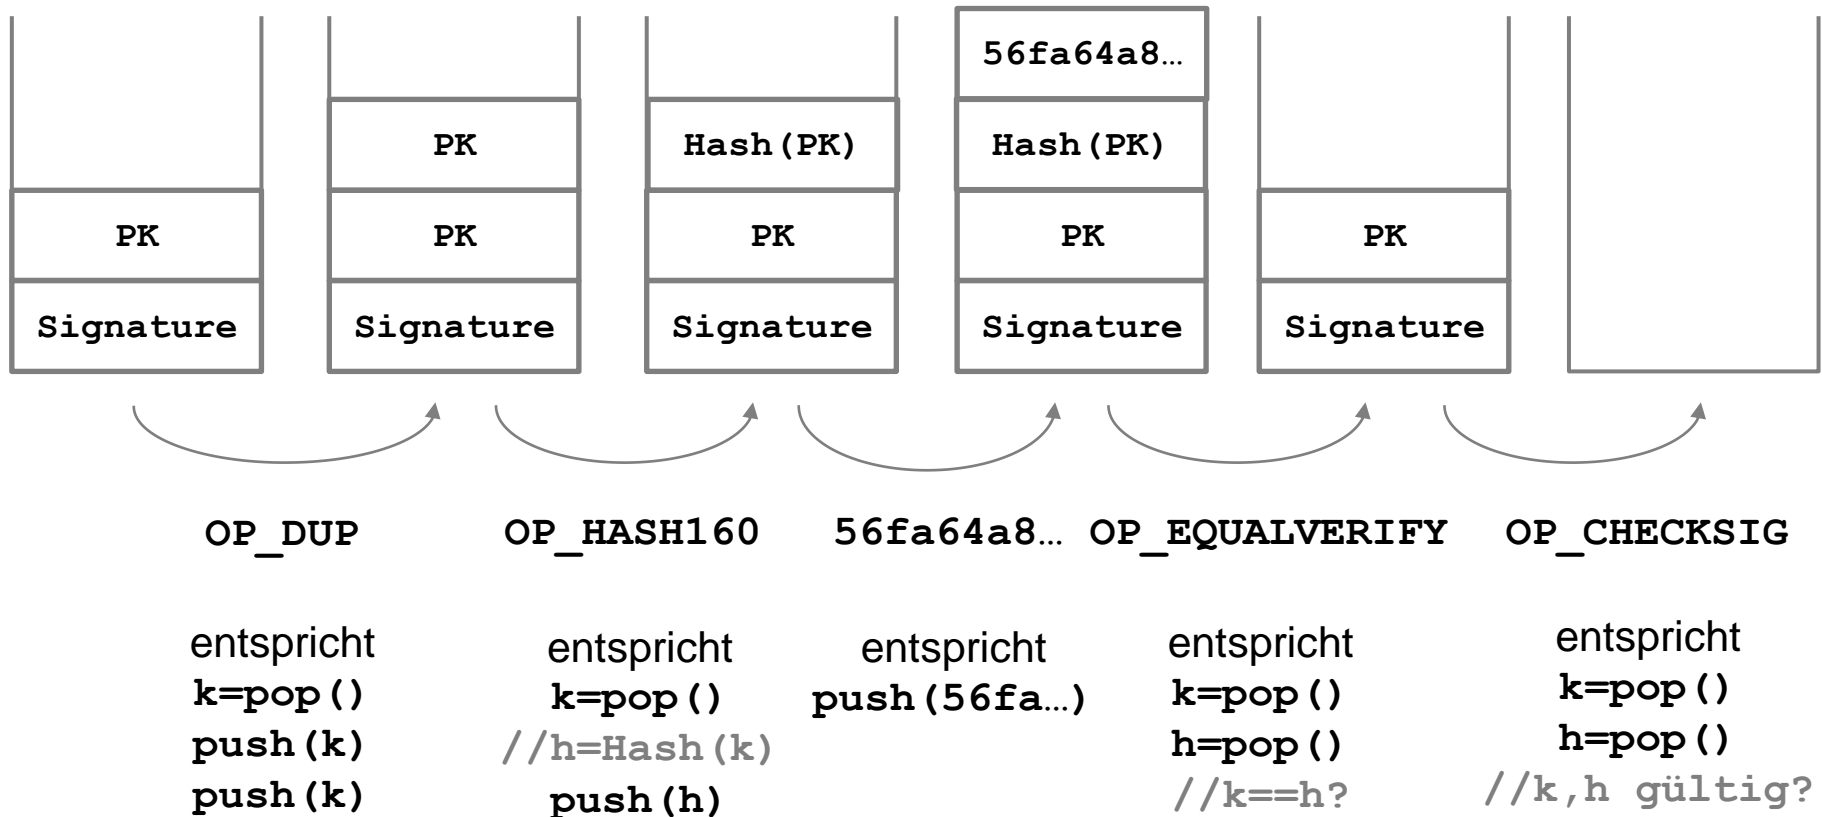 56fa64a8…
PK
Hash(PK)
Hash(PK)
PK
PK
PK
PK
PK
Signature
Signature
Signature
Signature
Signature
OP_DUP
OP_HASH160
56fa64a8…
OP_EQUALVERIFY
OP_CHECKSIG
entspricht
k=pop()
push(k)
push(k)
entspricht
k=pop()
//h=Hash(k)
push(h)
entspricht
push(56fa…)
entspricht
k=pop()
h=pop()
//k==h?
entspricht
k=pop()
h=pop()
//k,h gültig?